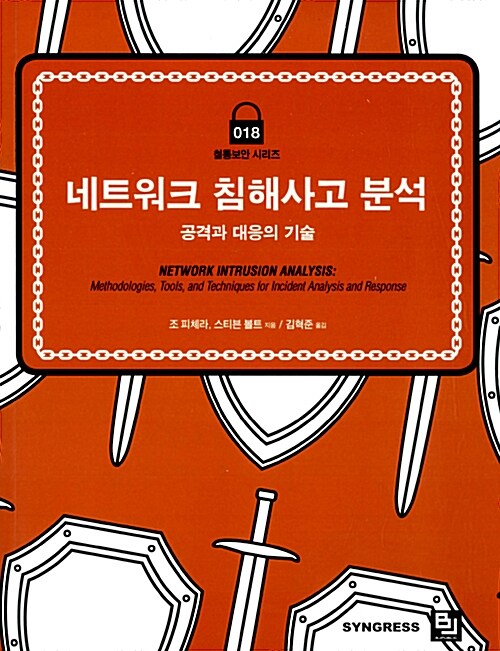 018
철통보안 시리즈
네트워크 침해사고 분석
공격과 대응의 기술
NETWORK INTRUSION ANALYSIS:
Methodologies, Tools, and Techniques for Incident Analysis and Response
조 피체라, 스티븐 볼트 지음 / 김혁준 옮김
SYNGRESS